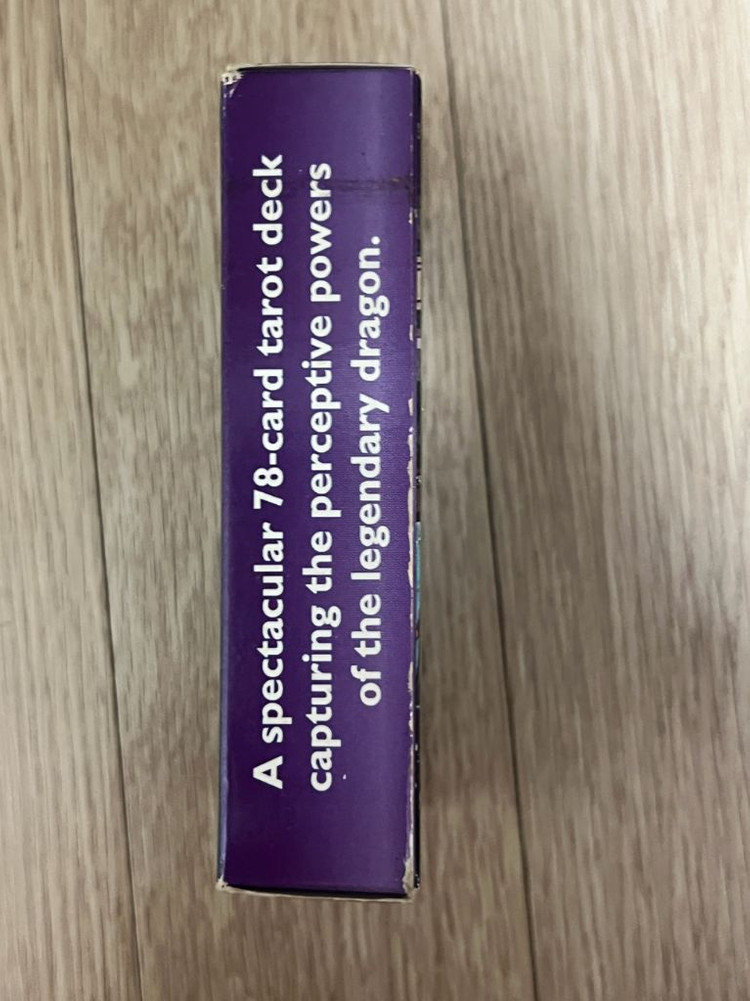 A spectacular 78-card tarot deck
capturing the perceptive powers
of the legendary dragon.